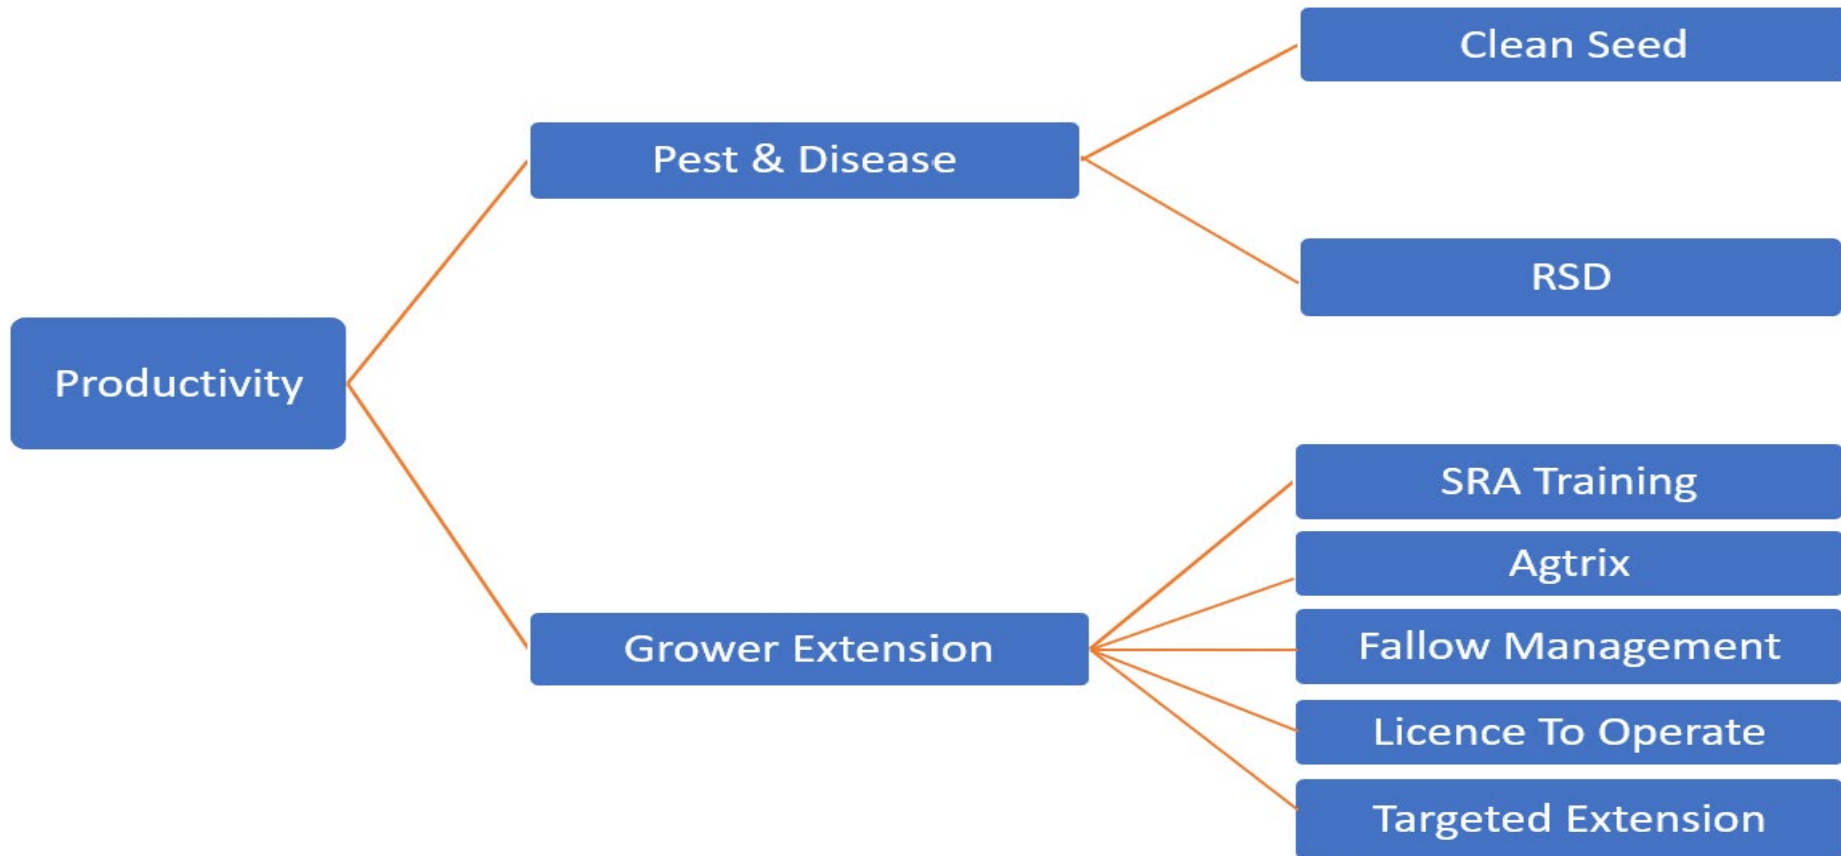 Clean Seed
Pest & Disease
RSD
Productivity
SRA Training
Agtrix
Grower Extension
Fallow Management
Licence To Operate
Targeted Extension